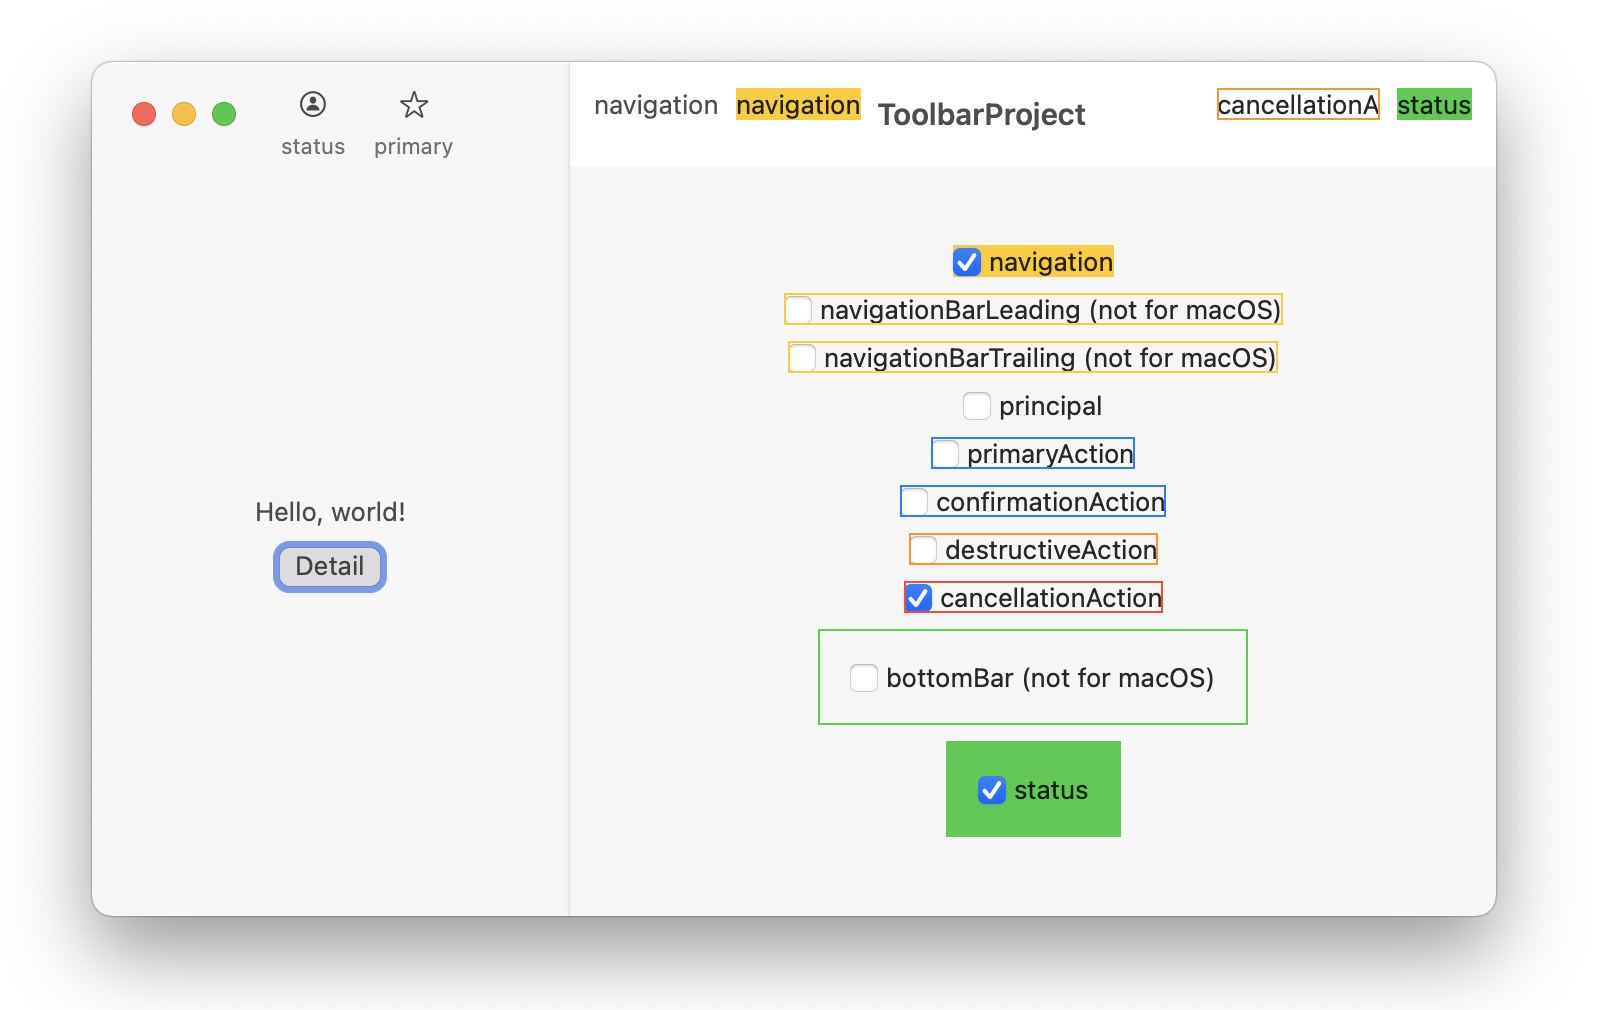 status primary
navigation navigation ToolbarProject cancellationA status
navigation
navigationBarLeading (not for macOS)
navigationBarTrailing (not for macOS)
principal
primaryAction
confirmationAction
destructiveAction
cancellationAction
bottomBar (not for macOS)
status
Hello, world!
Detail